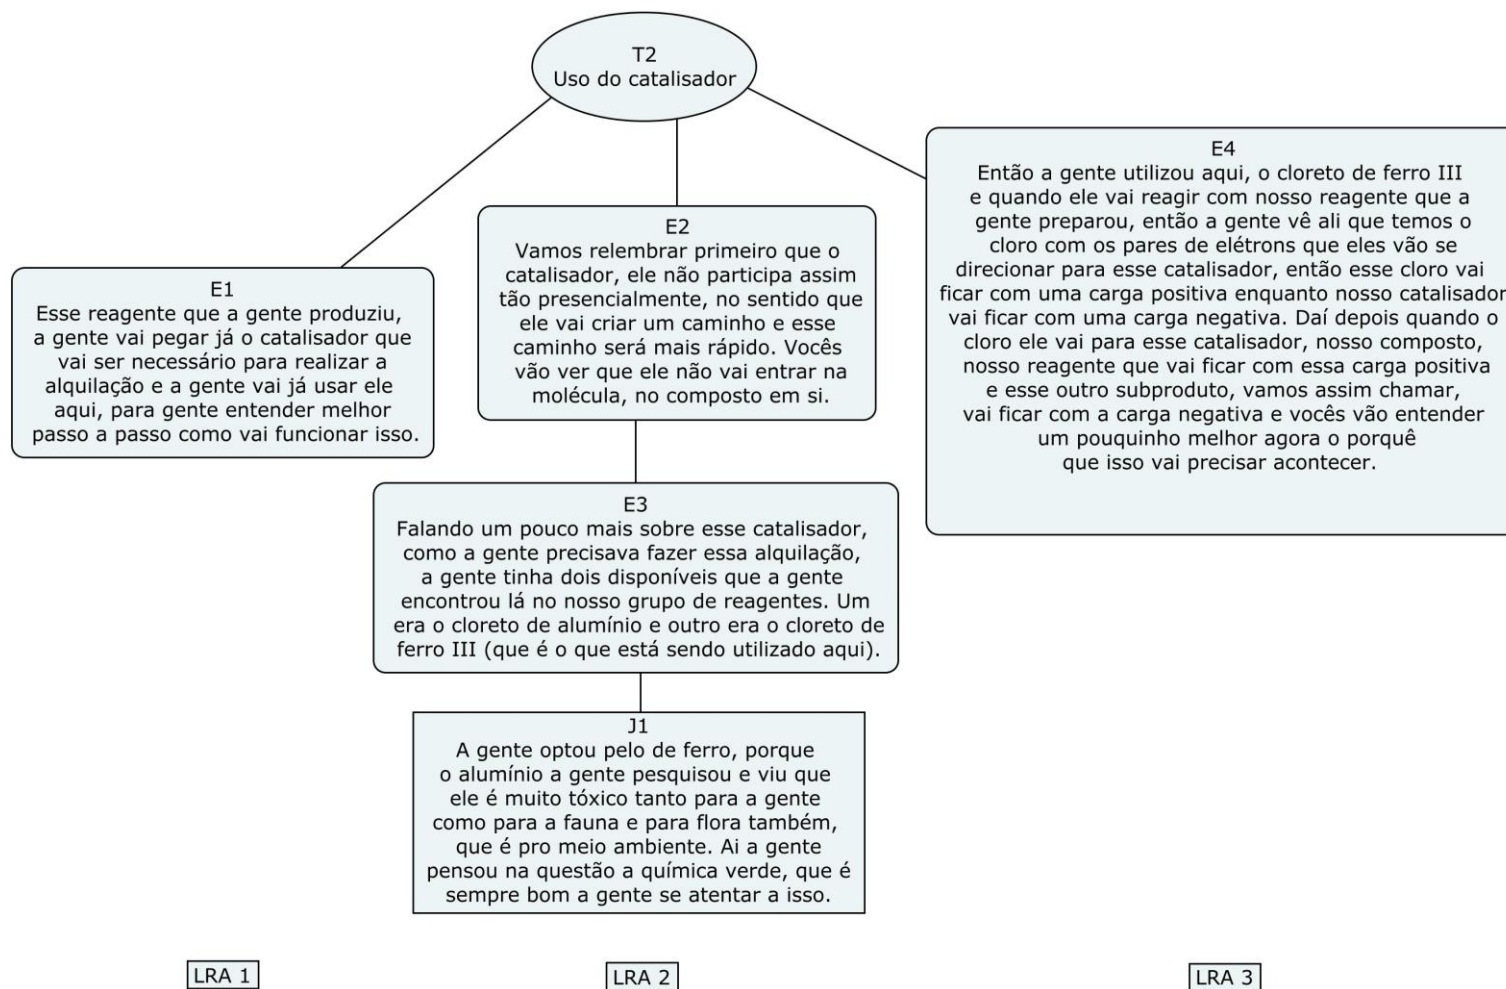 T2
Uso do catalisador
E1
Esse reagente que a gente produziu,
a gente vai pegar já o catalisador que
vai ser necessário para realizar a
alquilação e a gente vai já usar ele
aqui, para gente entender melhor
passo a passo como vai funcionar isso.
E2
Vamos relembrar primeiro que o
catalisador, ele não participa assim
tão presencialmente, no sentido que
ele vai criar um caminho e esse
caminho será mais rápido. Vocês
vão ver que ele não vai entrar na
molécula, no composto em si.
E3
Falando um pouco mais sobre esse catalisador,
como a gente precisava fazer essa alquilação,
a gente tinha dois disponíveis que a gente
encontrou lá no nosso grupo de reagentes. Um
era o cloreto de alumínio e outro era o cloreto de
ferro III (que é o que está sendo utilizado aqui).
J1
A gente optou pelo de ferro, porque
o alumínio a gente pesquisou e viu que
ele é muito tóxico tanto para a gente
como para a fauna e para flora também,
que é pro meio ambiente. Ai a gente
pensou na questão a química verde, que é
sempre bom a gente se atentar a isso.
E4
Então a gente utilizou aqui, o cloreto de ferro III
e quando ele vai reagir com nosso reagente que a
gente preparou, então a gente vê ali que temos o
cloro com os pares de elétrons que eles vão se
direcionar para esse catalisador, então esse cloro vai
ficar com uma carga positiva enquanto nosso catalisador
vai ficar com uma carga negativa. Daí depois quando o
cloro ele vai para esse catalisador, nosso composto,
nosso reagente que vai ficar com essa carga positiva
e esse outro subproduto, vamos assim chamar,
vai ficar com a carga negativa e vocês vão entender
um pouquinho melhor agora o porquê
que isso vai precisar acontecer.
LRA 1
LRA 2
LRA 3